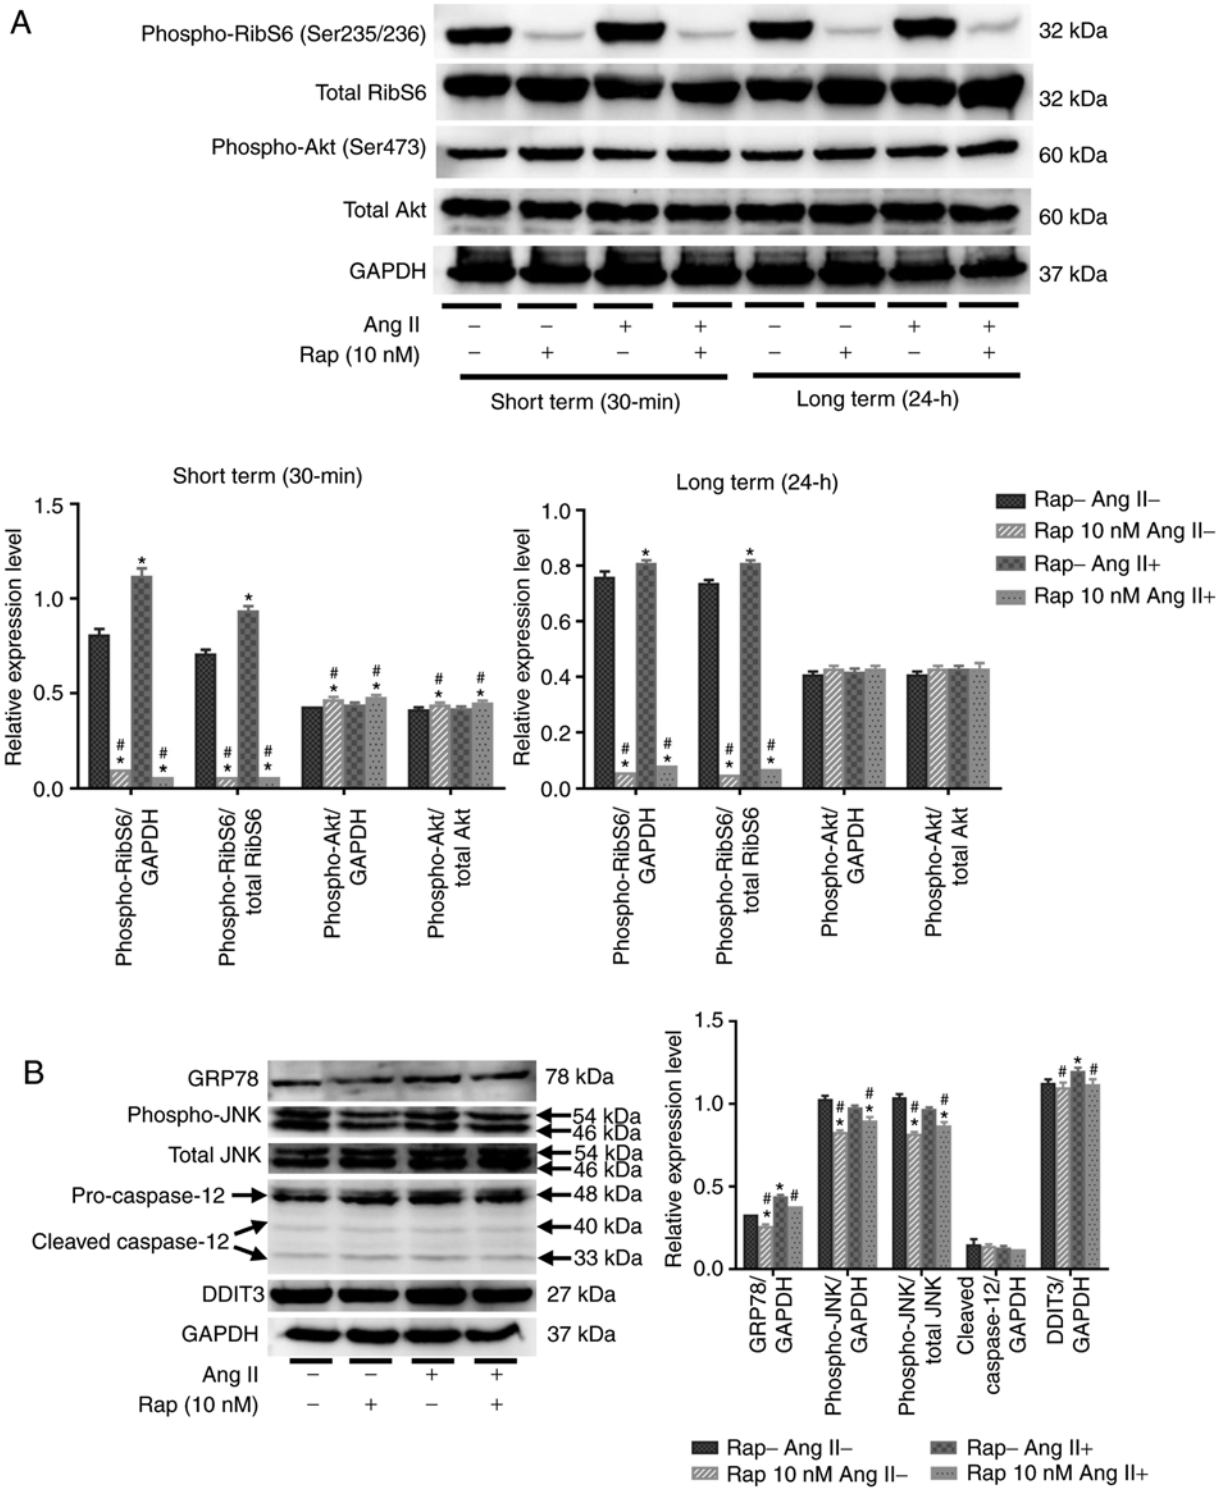 A
Phospho-RibS6 (Ser235/236) 32 kDa
Total RibS6 32 kDa
Phospho-Akt (Ser473) 60 kDa
Total Akt 60 kDa
GAPDH 37 kDa
Ang II − − + + − − + +
Rap (10 nM) − + − + − + − +
Short term (30-min) Long term (24-h)
Short term (30-min)
Relative expression level
1.5
1.0
0.5
0.0
# * # * * # * * # * # * # * # * # *
Phospho-RibS6/
GAPDH
Phospho-RibS6/
total RibS6
Phospho-Akt/
GAPDH
Phospho-Akt/
total Akt
Long term (24-h)
Relative expression level
1.0
0.8
0.6
0.4
0.2
0.0
# * * # * # * * # *
Phospho-RibS6/
GAPDH
Phospho-RibS6/
total RibS6
Phospho-Akt/
GAPDH
Phospho-Akt/
total Akt
Rap− Ang II−
Rap 10 nM Ang II−
Rap− Ang II+
Rap 10 nM Ang II+
B
GRP78 78 kDa
Phospho-JNK 54 kDa
46 kDa
Total JNK 54 kDa
46 kDa
Pro-caspase-12 48 kDa
40 kDa
Cleaved caspase-12
33 kDa
DDIT3 27 kDa
GAPDH 37 kDa
Ang II − − + +
Rap (10 nM) − + − +
Relative expression level
1.5
1.0
0.5
0.0
# * * # # * # * # * # * # * #
GRP78/
GAPDH
Phospho-JNK/
GAPDH
Phospho-JNK/
total JNK
Cleaved
caspase-12/
GAPDH
DDIT3/
GAPDH
Rap− Ang II− Rap− Ang II+
Rap 10 nM Ang II− Rap 10 nM Ang II+